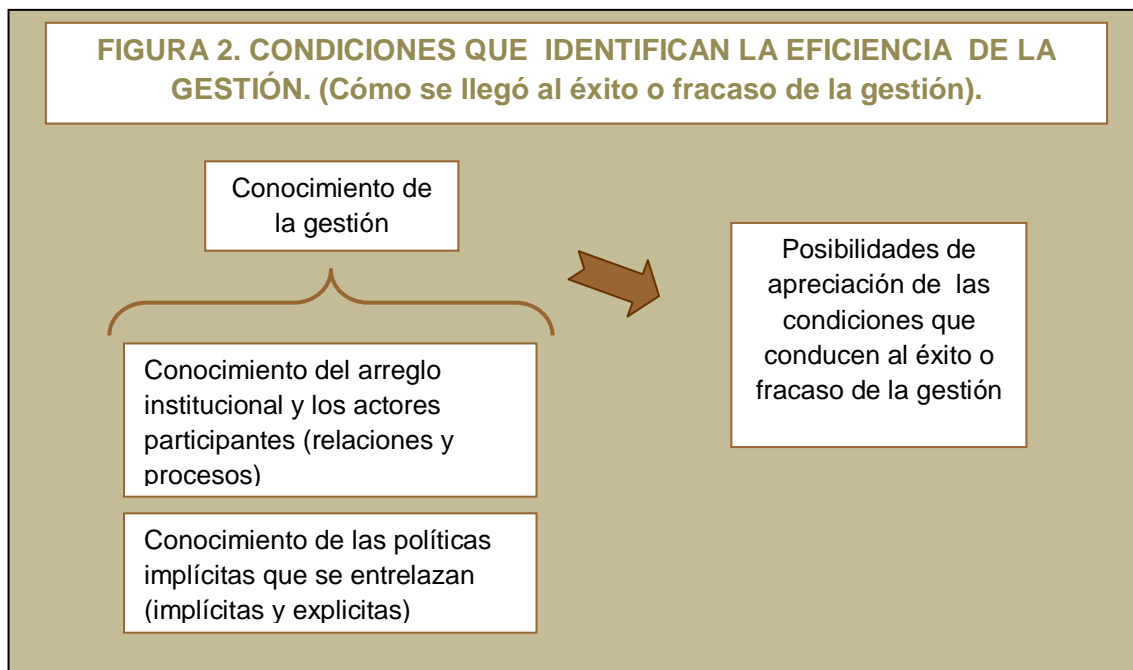 FIGURA 2. CONDICIONES QUE IDENTIFICAN LA EFICIENCIA DE LA
GESTIÓN. (Cómo se llegó al éxito o fracaso de la gestión).
Conocimiento de
la gestión
Conocimiento del arreglo
institucional y los actores
participantes (relaciones y
procesos)
Conocimiento de las políticas
implícitas que se entrelazan
(implícitas y explicitas)
Posibilidades de
apreciación de las
condiciones que
conducen al éxito o
fracaso de la gestión